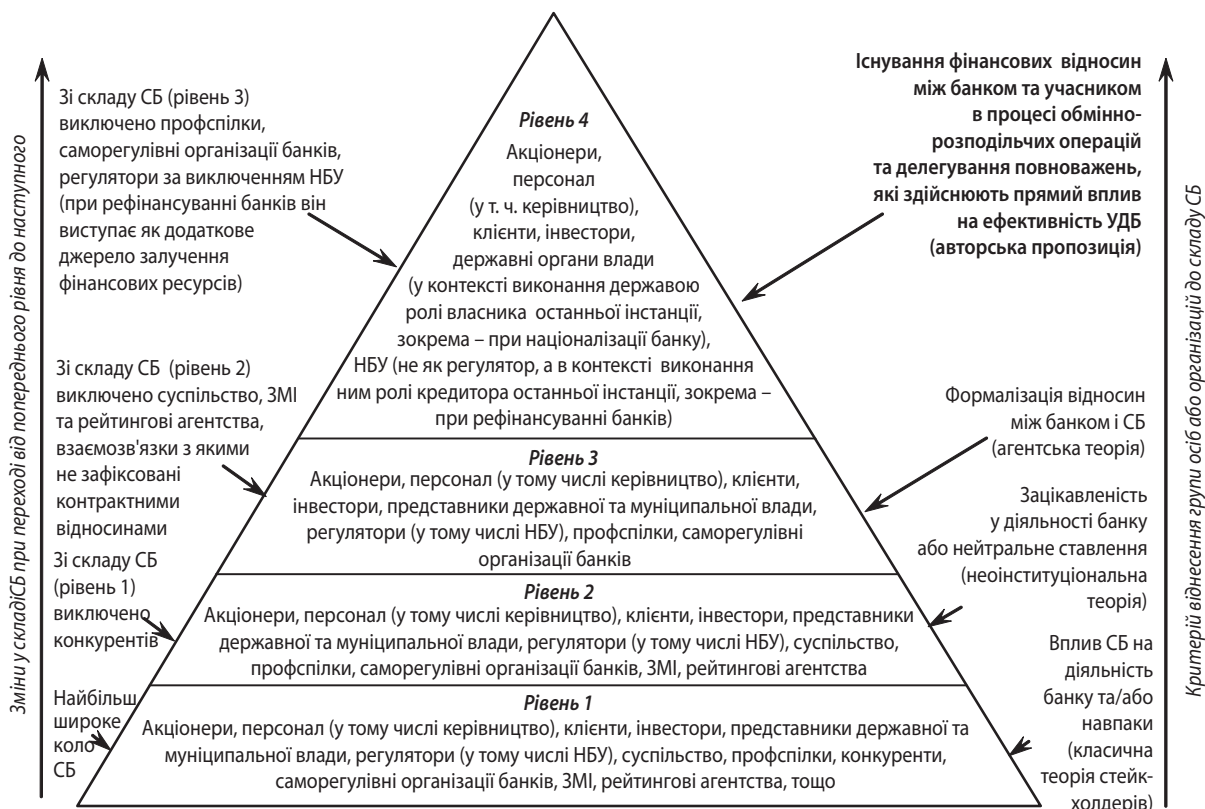 Зміни у складіСБ при переході від попереднього рівня до наступного
Зі складу СБ (рівень 3)
виключено профспілки,
саморегулівні організації банків,
регулятори за виключенням НБУ
(при рефінансуванні банків він
виступає як додаткове
джерело залучення
фінансових ресурсів)
Зі складу СБ (рівень 2)
виключено суспільство, ЗМІ
та рейтингові агентства,
взаємозв'язки з якими
не зафіксовані
контрактними
відносинами
Зі складу СБ
(рівень 1)
виключено
конкурентів
Найбільш
широке
коло
СБ
Рівень 4
Акціонери,
персонал
(у т. ч. керівництво),
клієнти, інвестори,
державні органи влади
(у контексті виконання державою
ролі власника останньої інстанції,
зокрема – при націоналізації банку),
НБУ (не як регулятор, а в контексті виконання
ним ролі кредитора останньої інстанції, зокрема –
при рефінансуванні банків)
Рівень 3
Акціонери, персонал (у тому числі керівництво), клієнти,
інвестори, представники державної та муніципальної влади,
регулятори (у тому числі НБУ), профспілки, саморегулівні
організації банків
Рівень 2
Акціонери, персонал (у тому числі керівництво), клієнти, інвестори, представники
державної та муніципальної влади, регулятори (у тому числі НБУ), суспільство,
профспілки, саморегулівні організації банків, ЗМІ, рейтингові агентства
Рівень 1
Акціонери, персонал (у тому числі керівництво), клієнти, інвестори, представники державної та
муніципальної влади, регулятори (у тому числі НБУ), суспільство, профспілки, конкуренти,
саморегулівні організації банків, ЗМІ, рейтингові агентства, тощо
Існування фінансових відносин
між банком та учасником
в процесі обмінно-
розподільчих операцій
та делегування повноважень,
які здійснюють прямий вплив
на ефективність УДБ
(авторська пропозиція)
Формалізація відносин
між банком і СБ
(агентська теорія)
Зацікавленість
у діяльності банку
або нейтральне ставлення
(неоінституціональна
теорія)
Вплив СБ на
діяльність
банку та/або
навпаки
(класична
теорія стейк-
холдерів)
Критерій віднесення групи осіб або організацій до складу СБ